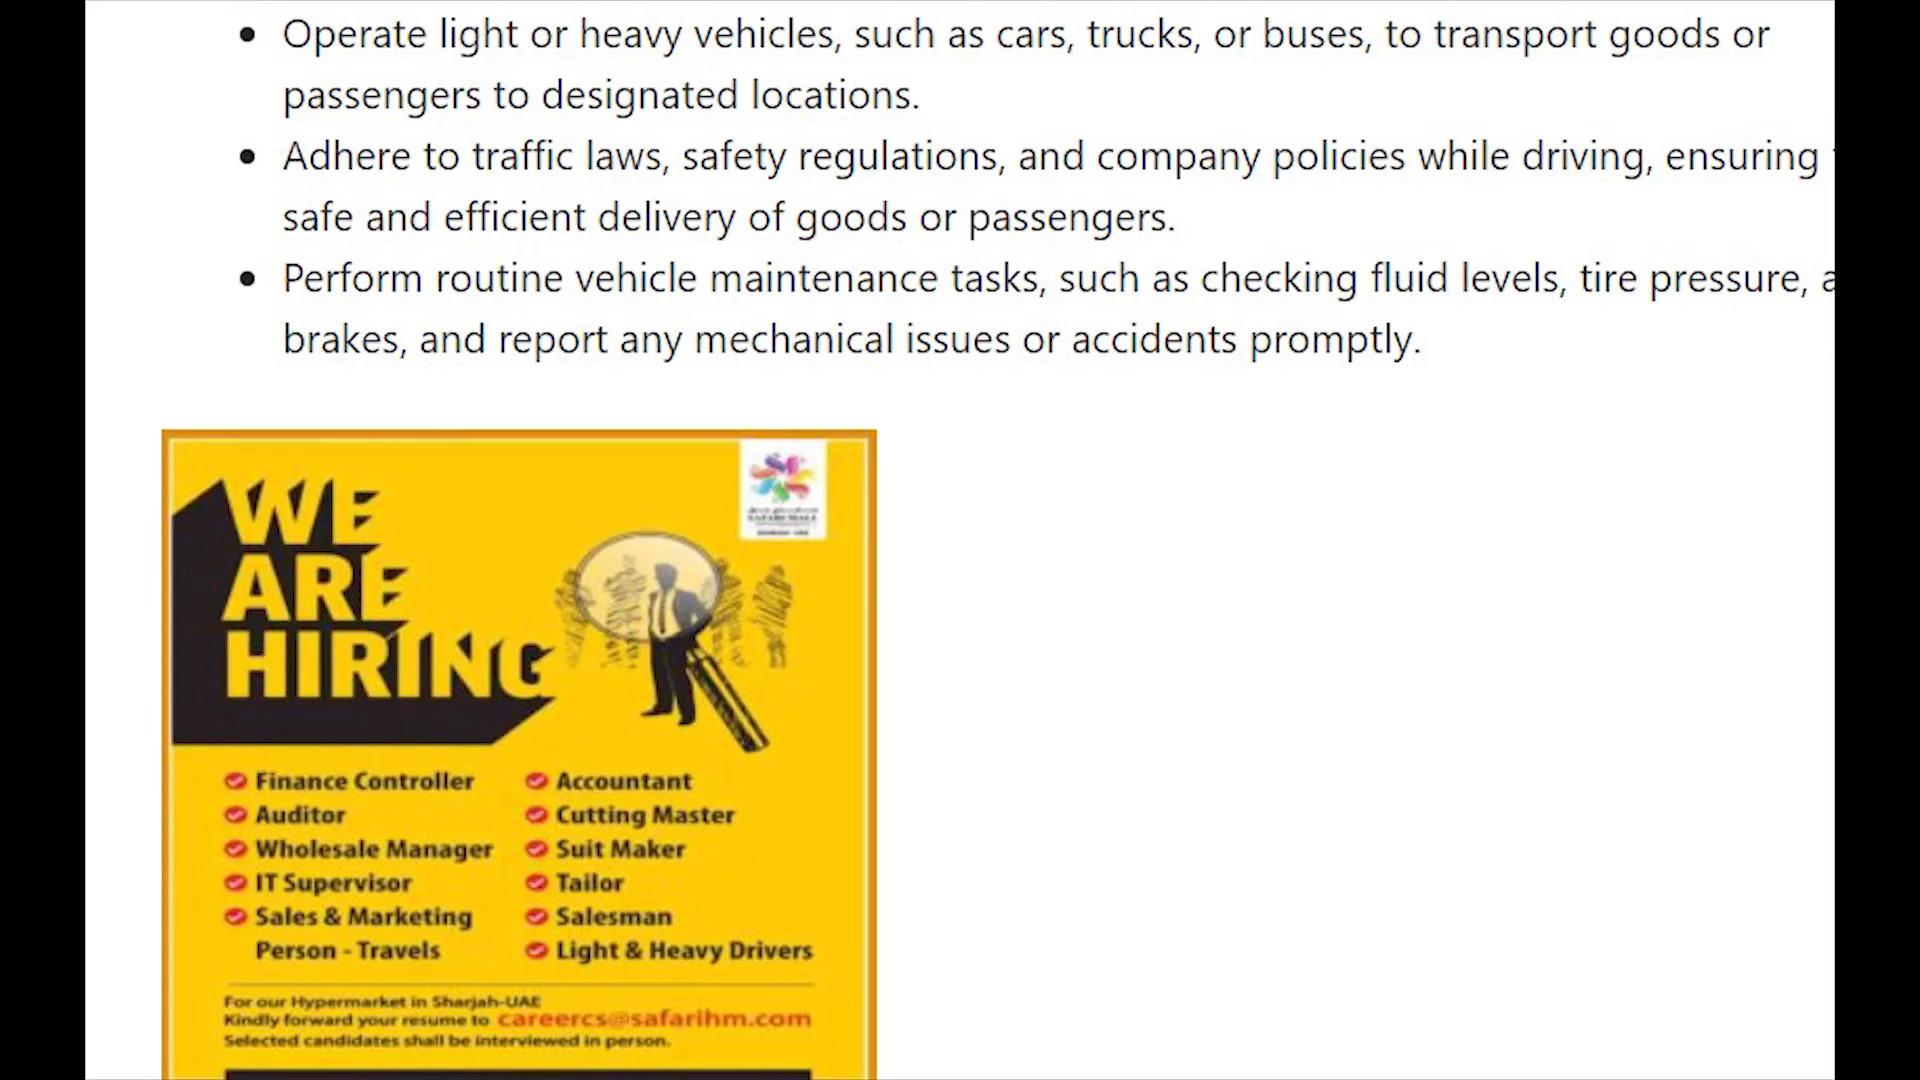 Operate light or heavy vehicles, such as cars, trucks, or buses, to transport goods or
passengers to designated locations.
Adhere to traffic laws, safety regulations, and company policies while driving, ensuring
safe and efficient delivery of goods or passengers.
Perform routine vehicle maintenance tasks, such as checking fluid levels, tire pressure,
brakes, and report any mechanical issues or accidents promptly.
SAFARI MALL
WE
ARE
HIRING
Finance Controller
Auditor
Wholesale Manager
IT Supervisor
Sales & Marketing
Person - Travels
Accountant
Cutting Master
Suit Maker
Tailor
Salesman
Light & Heavy Drivers
For our Hypermarket in Sharjah-UAE
Kindly forward your resume to careercs@safarihm.com
Selected candidates shall be interviewed in person.